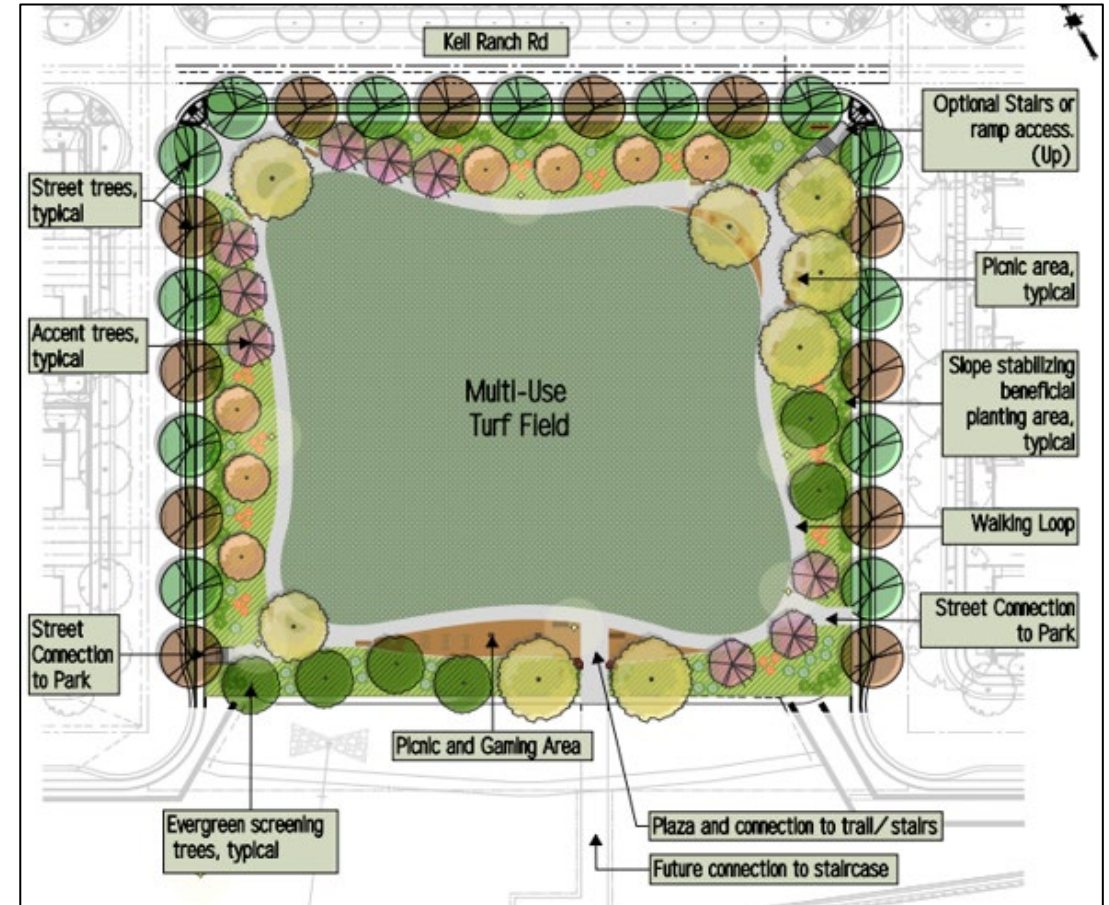 Kell Ranch Rd
Optional Stairs or
ramp access.
(Up)
Street trees,
typical
Picnic area,
typical
Accent trees,
typical
Slope stabilizing
beneficial
planting area,
typical
Multi-Use
Turf Field
Walking Loop
Street Connection
to Park
Street
Connection
to Park
Picnic and Gaming Area
Evergreen screening
trees, typical
Plaza and connection to trail/stairs
Future connection to staircase